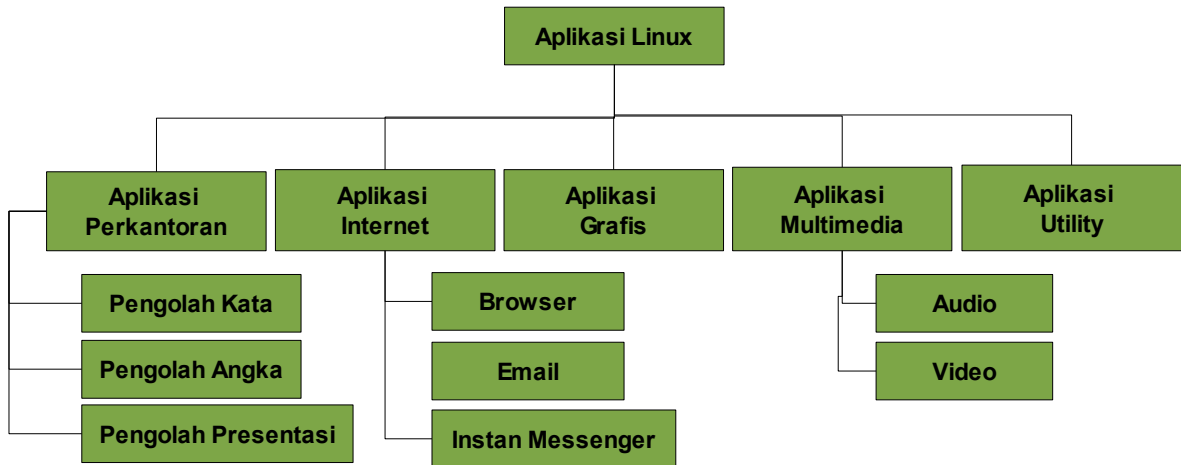 Aplikasi Linux
Aplikasi
Perkantoran
Aplikasi
Internet
Aplikasi
Grafis
Aplikasi
Multimedia
Aplikasi
Utility
Pengolah Kata
Pengolah Angka
Pengolah Presentasi
Browser
Email
Instan Messenger
Audio
Video